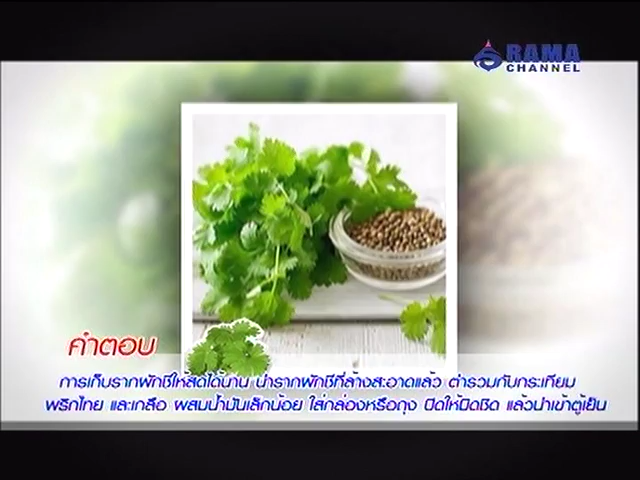 RAMA
CHANNEL
คำตอบ
การเก็บรากผักชีให้สดได้นาน นำรากผักชีที่ล้างสะอาดแล้ว ตำรวมกับกระเทียม
พริกไทย และเกลือ ผสมน้ำมันเล็กน้อย ใส่กล่องหรือถุง ปิดให้มิดชิด แล้วนำเข้าตู้เย็น